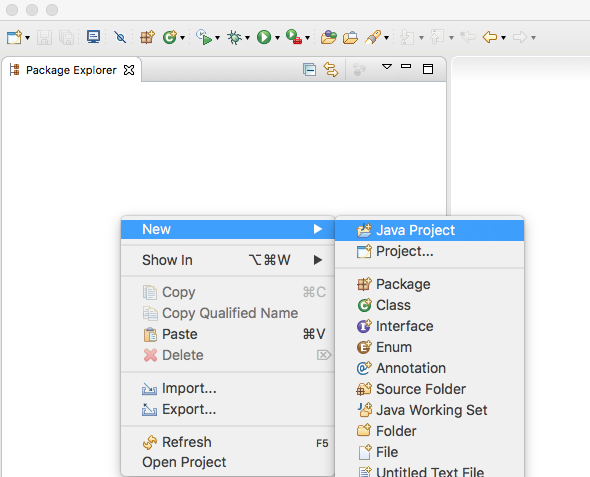 Package Explorer
New
Show In ⌥⌘W
Copy ⌘C
Copy Qualified Name
Paste ⌘V
Delete ⌦
Import...
Export...
Refresh F5
Open Project
Java Project
Project...
Package
Class
Interface
Enum
Annotation
Source Folder
Java Working Set
Folder
File
Untitled Text File